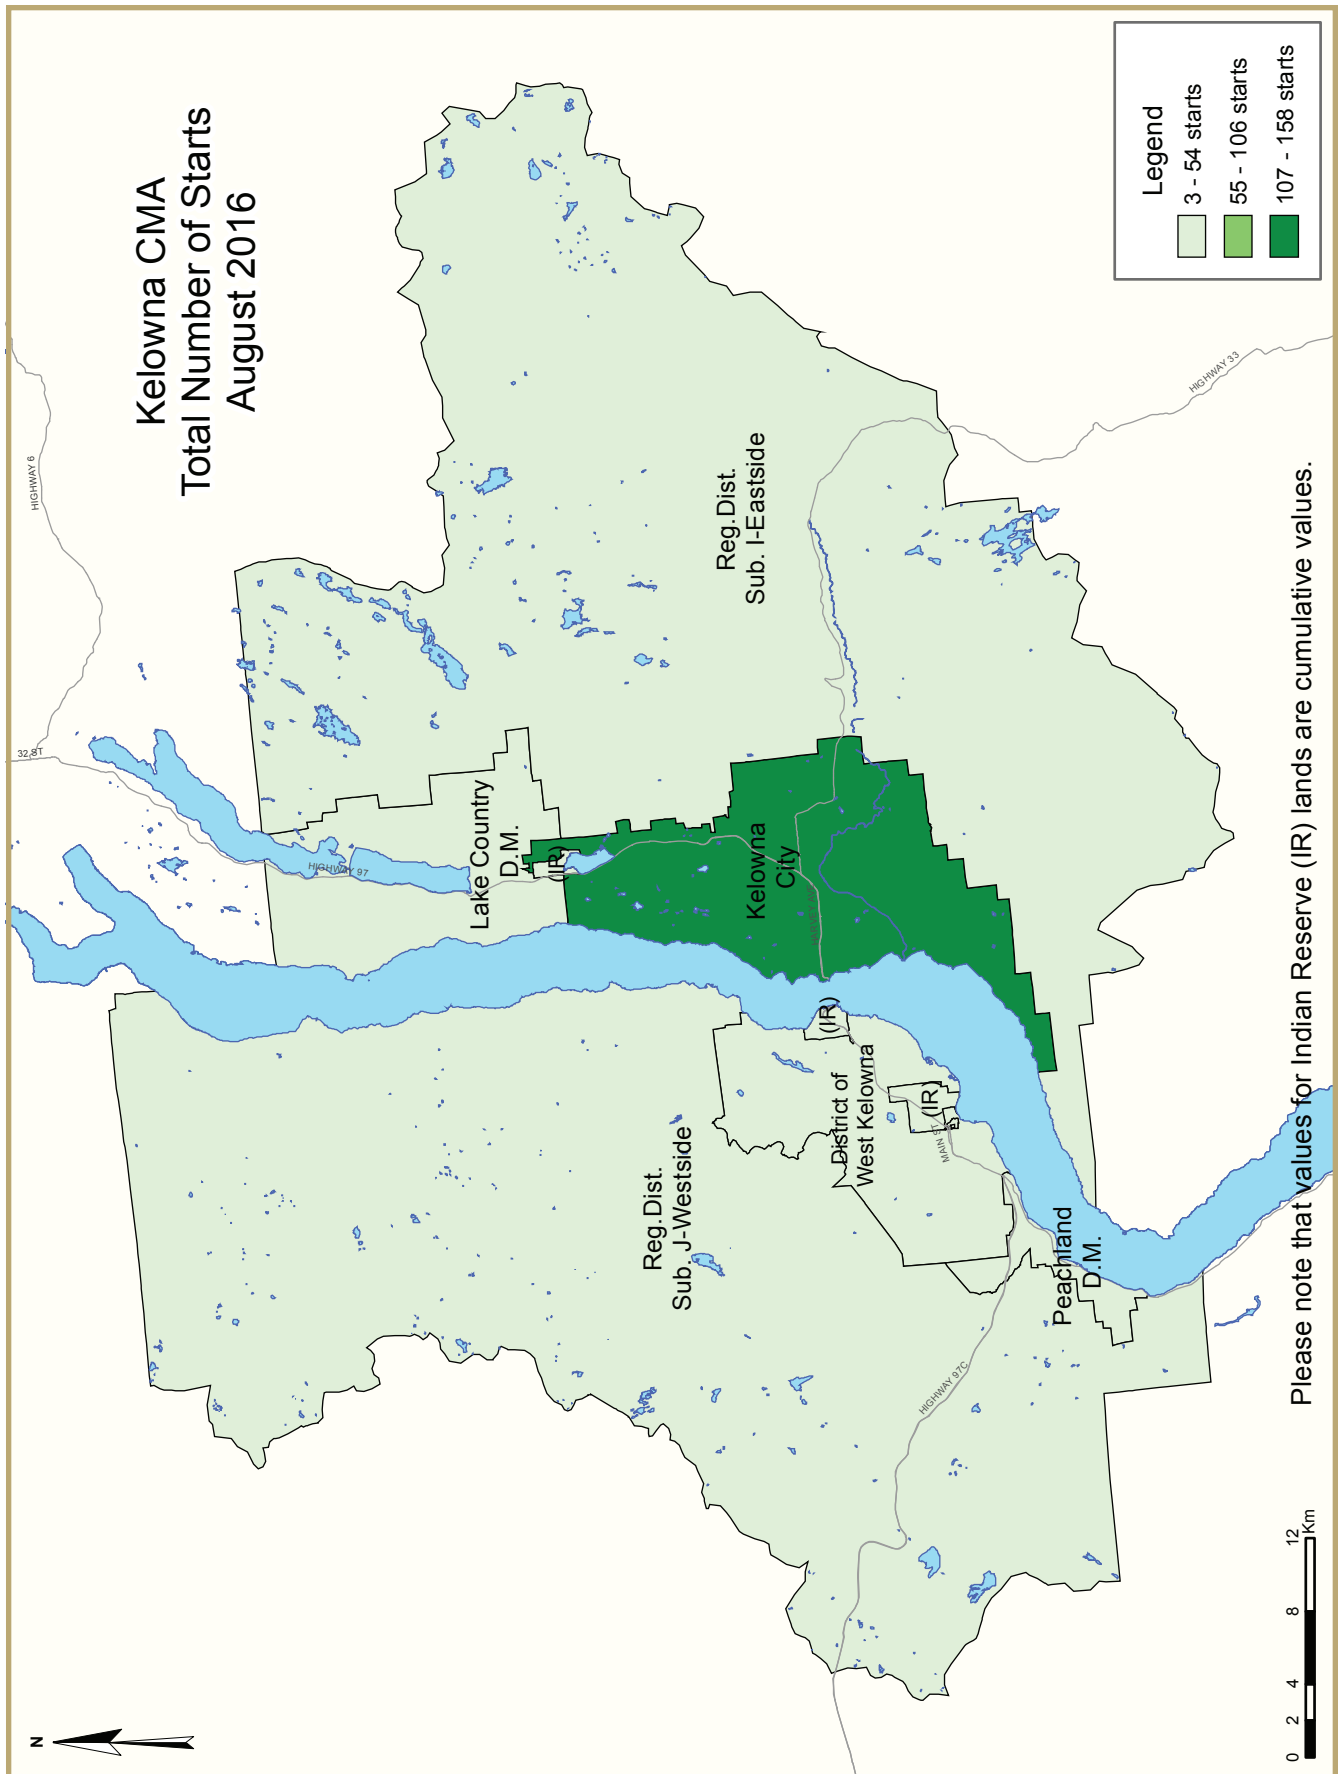 Kelowna CMA
Total Number of Starts
August 2016
Legend
3 - 54 starts
55 - 106 starts
107 - 158 starts
N
HIGHWAY 6
32 ST
HIGHWAY 97
Lake Country
D.M.
(IR)
Reg.Dist.
Sub. I-Eastside
Kelowna
City
Reg.Dist.
Sub. J-Westside
(IR)
District of
West Kelowna
(IR)
MAIN ST
Peachland
D.M.
HIGHWAY 97C
HIGHWAY 33
0 2 4 8 12
Km
Please note that values for Indian Reserve (IR) lands are cumulative values.